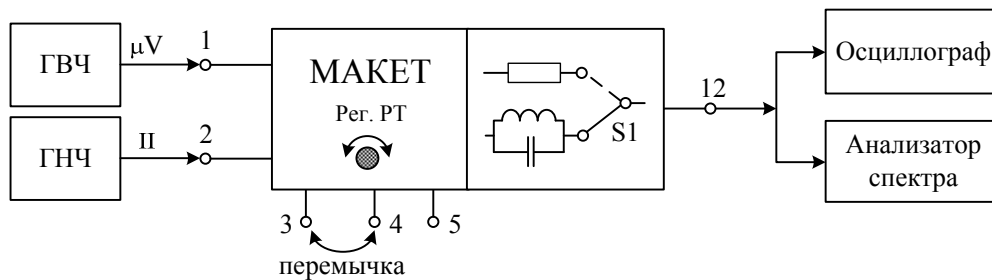 ГВЧ
μV
1
ГНЧ
II
2
МАКЕТ
Рег. РТ
3
4
5
перемычка
S1
12
Осциллограф
Анализатор
спектра